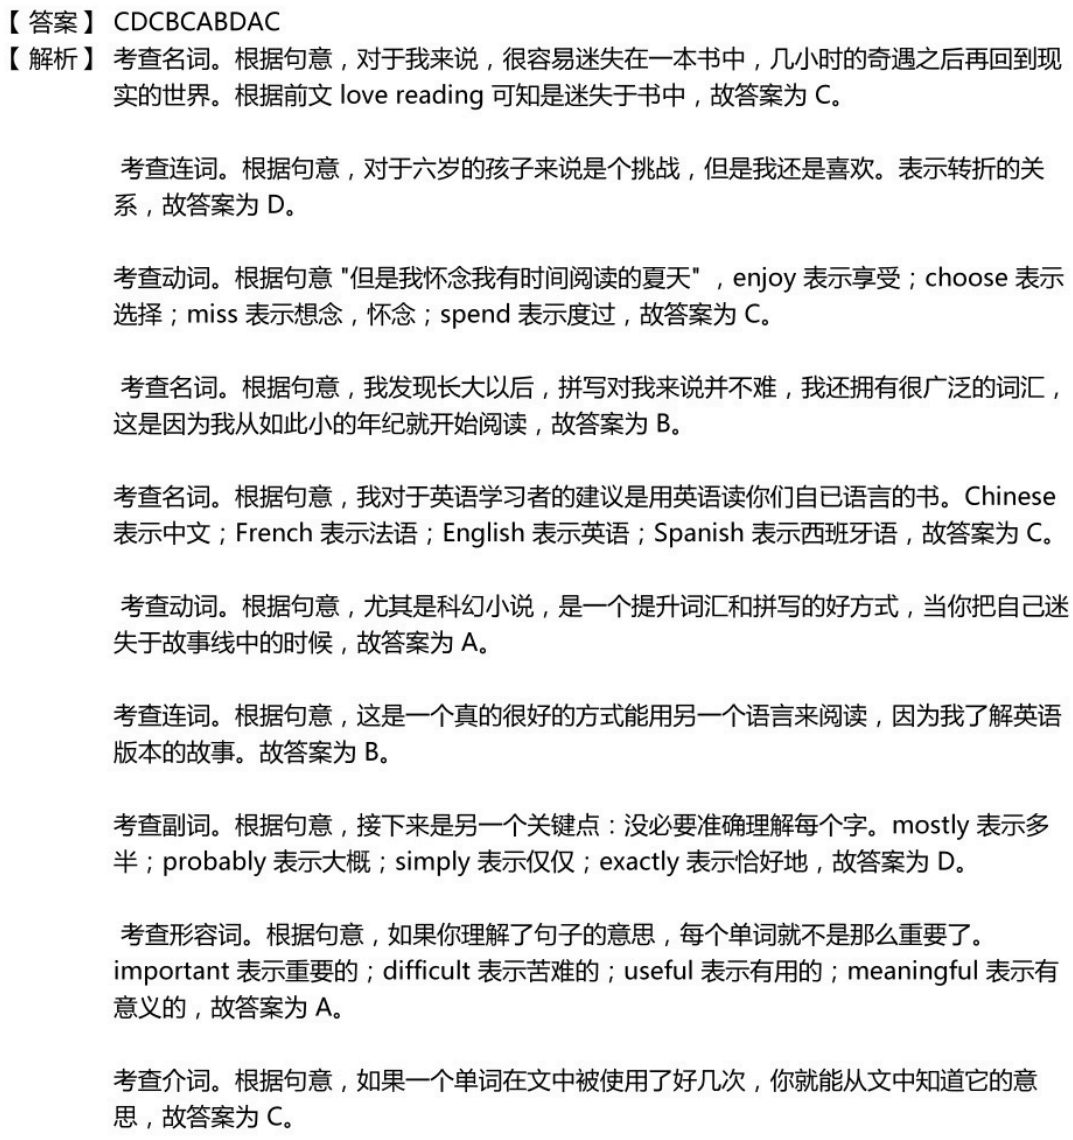 【 答案 】 CDCBCABDAC
【 解析 】 考查名词。根据句意，对于我来说，很容易迷失在一本书中，几小时的奇遇之后再回到现
实的世界。根据前文 love reading 可知是迷失于书中，故答案为 C。
考查连词。根据句意，对于六岁的孩子来说是个挑战，但是我还是喜欢。表示转折的关
系，故答案为 D。
考查动词。根据句意 "但是我怀念我有时间阅读的夏天" ，enjoy 表示享受；choose 表示
选择；miss 表示想念，怀念；spend 表示度过，故答案为 C。
考查名词。根据句意，我发现长大以后，拼写对我来说并不难，我还拥有很广泛的词汇，
这是因为我从如此小的年纪就开始阅读，故答案为 B。
考查名词。根据句意，我对于英语学习者的建议是用英语读你们自已语言的书。Chinese
表示中文；French 表示法语；English 表示英语；Spanish 表示西班牙语，故答案为 C。
考查动词。根据句意，尤其是科幻小说，是一个提升词汇和拼写的好方式，当你把自己迷
失于故事线中的时候，故答案为 A。
考查连词。根据句意，这是一个真的很好的方式能用另一个语言来阅读，因为我了解英语
版本的故事。故答案为 B。
考查副词。根据句意，接下来是另一个关键点：没必要准确理解每个字。mostly 表示多
半；probably 表示大概；simply 表示仅仅；exactly 表示恰好地，故答案为 D。
考查形容词。根据句意，如果你理解了句子的意思，每个单词就不是那么重要了。
important 表示重要的；difficult 表示苦难的；useful 表示有用的；meaningful 表示有
意义的，故答案为 A。
考查介词。根据句意，如果一个单词在文中被使用了好几次，你就能从文中知道它的意
思，故答案为 C。